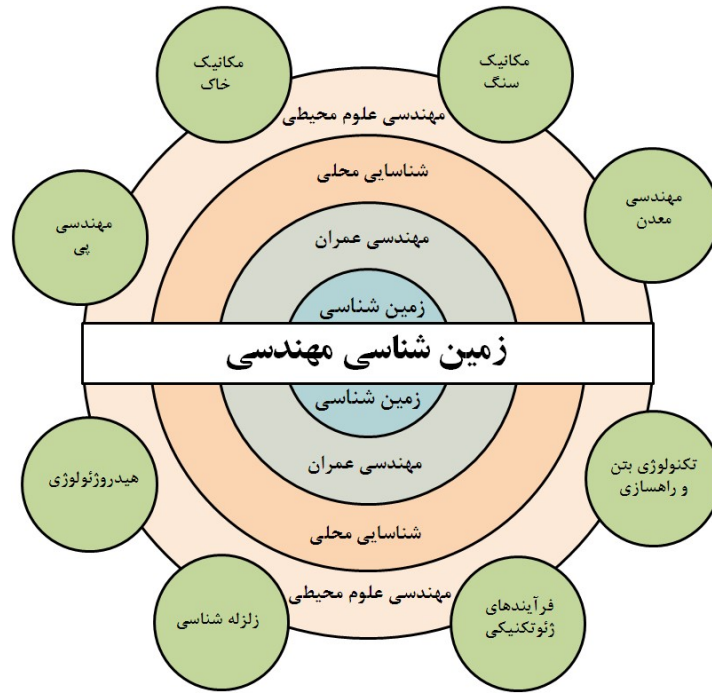 مکانیک
سنگ
مکانیک
خاک
مهندسی علوم محیطی
شناسایی محلی
مهندسی
معدن
مهندسی
پی
مهندسی عمران
زمین شناسی
زمین شناسی مهندسی
زمین شناسی
مهندسی عمران
تکنولوژی بتن
و راهسازی
هیدروژئولوژی
شناسایی محلی
مهندسی علوم محیطی
فرآیندهای
ژئوتکنیکی
زلزله شناسی